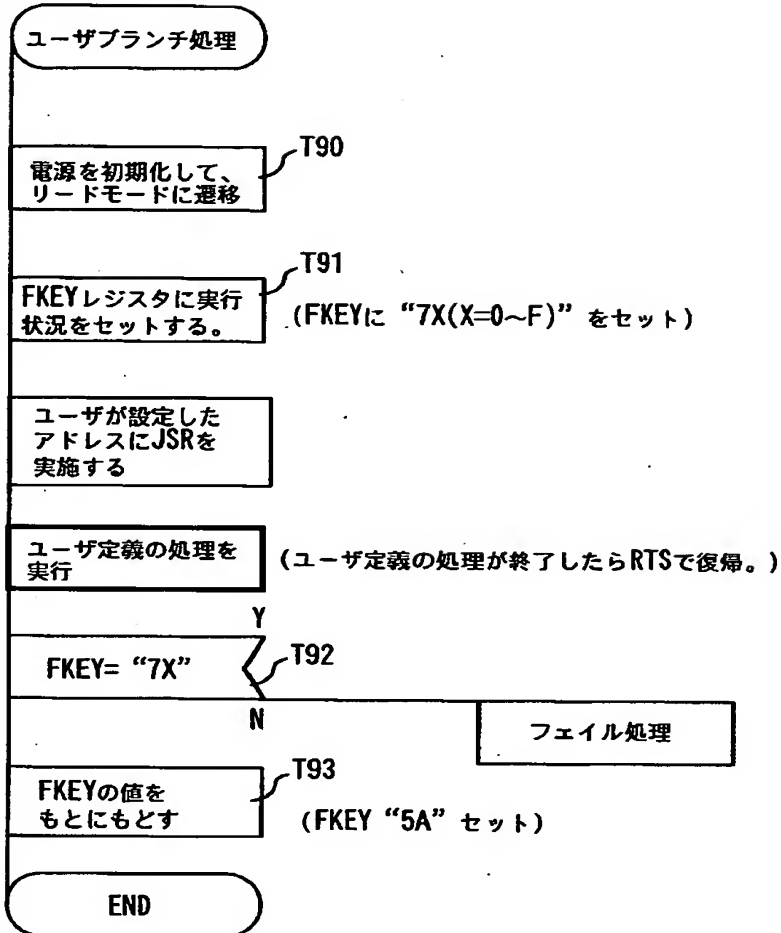 ユーザブランチ処理
T90
電源を初期化して、
リードモードに遷移
T91
FKEYレジスタに実行
状況をセットする。
(FKEYに “7X(X=0~F)” をセット)
ユーザが設定した
アドレスにJSRを
実施する
ユーザ定義の処理を
実行
(ユーザ定義の処理が終了したらRTSで復帰。)
Y
FKEY= “7X”
T92
N
フェイル処理
T93
FKEYの値を
もとにもどす
(FKEY “5A” セット)
END